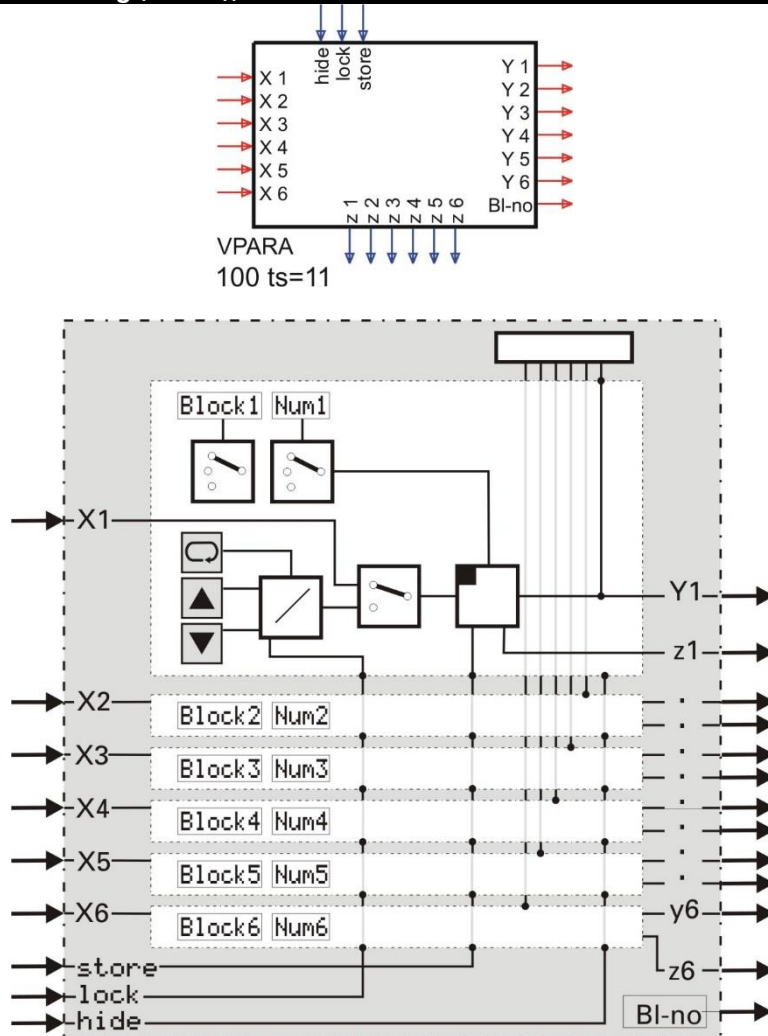 hide
lock
store
X 1
X 2
X 3
X 4
X 5
X 6
Y 1
Y 2
Y 3
Y 4
Y 5
Y 6
Bl-no
z 1
z 2
z 3
z 4
z 5
z 6
VPARA
100 ts=11
Block1 Num1
X1
Y1
z1
X2
Block2 Num2
X3
Block3 Num3
X4
Block4 Num4
X5
Block5 Num5
X6
y6
Block6 Num6
store
z6
lock
Bl-no
hide